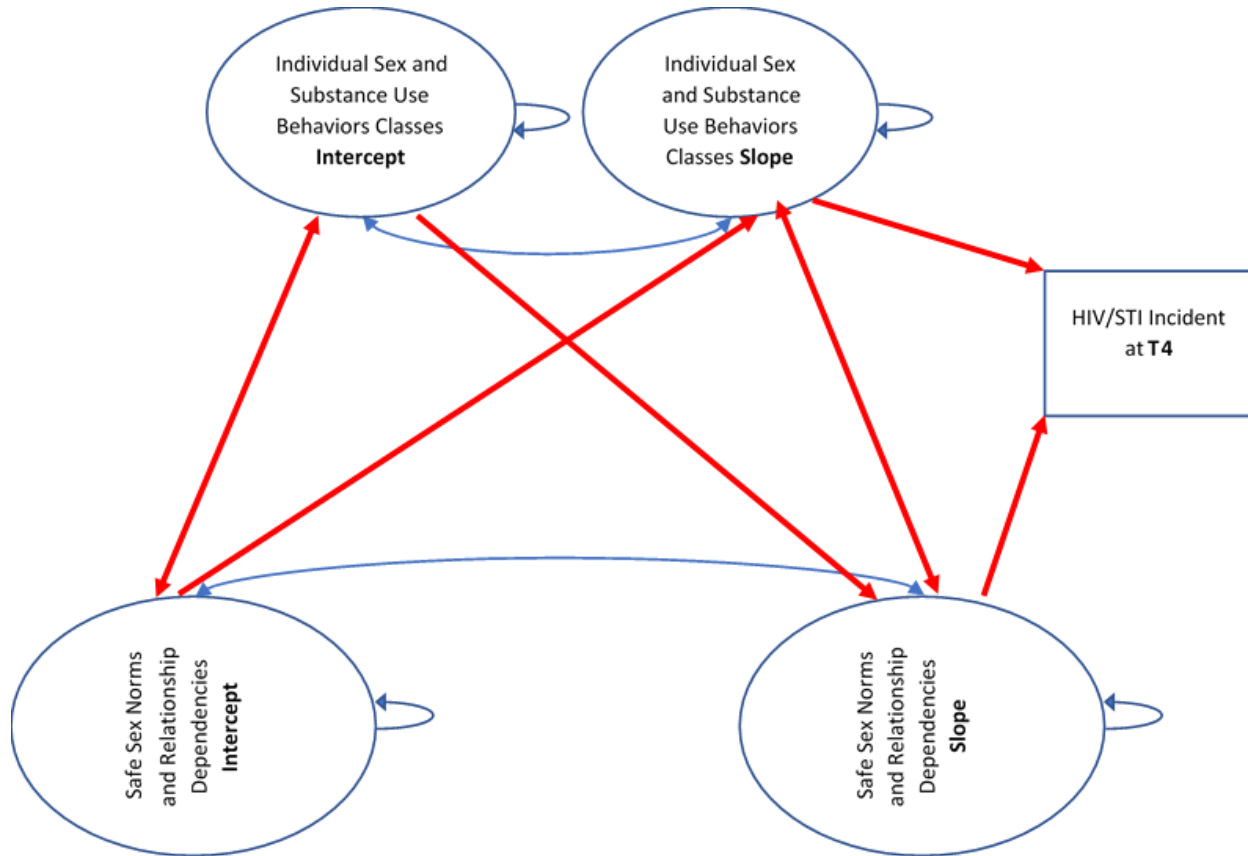 Individual Sex and
Substance Use
Behaviors Classes
Intercept
Individual Sex
and Substance
Use Behaviors
Classes Slope
HIV/STI Incident
at T4
Safe Sex Norms
and Relationship
Dependencies
Intercept
Safe Sex Norms
and Relationship
Dependencies
Slope